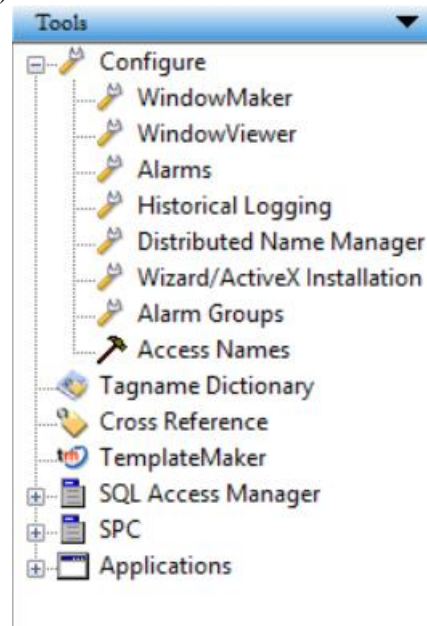 Tools
Configure
WindowMaker
WindowViewer
Alarms
Historical Logging
Distributed Name Manager
Wizard/ActiveX Installation
Alarm Groups
Access Names
Tagname Dictionary
Cross Reference
trh TemplateMaker
SQL Access Manager
SPC
Applications